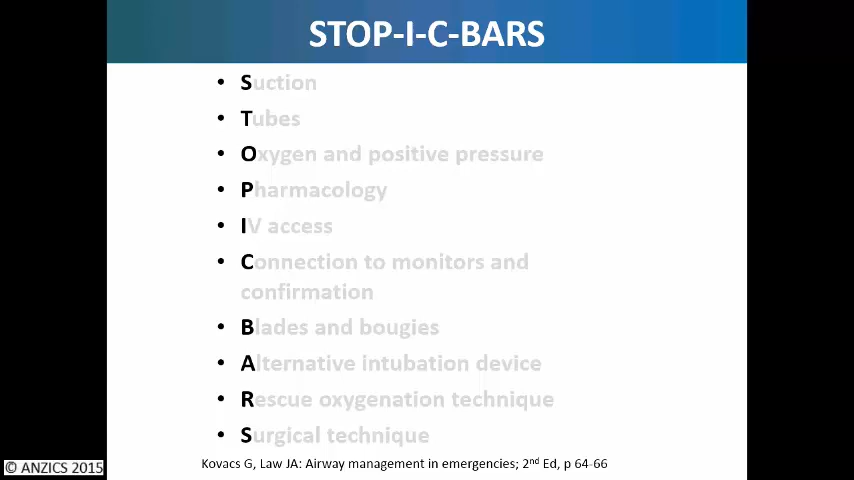 STOP-I-C-BARS
• Suction
• Tubes
• Oxygen and positive pressure
• Pharmacology
• IV access
• Connection to monitors and
confirmation
• Blades and bougies
• Alternative intubation device
• Rescue oxygenation technique
• Surgical technique
Kovacs G, Law JA: Airway management in emergencies; 2nd Ed, p 64-66
© ANZICS 2015